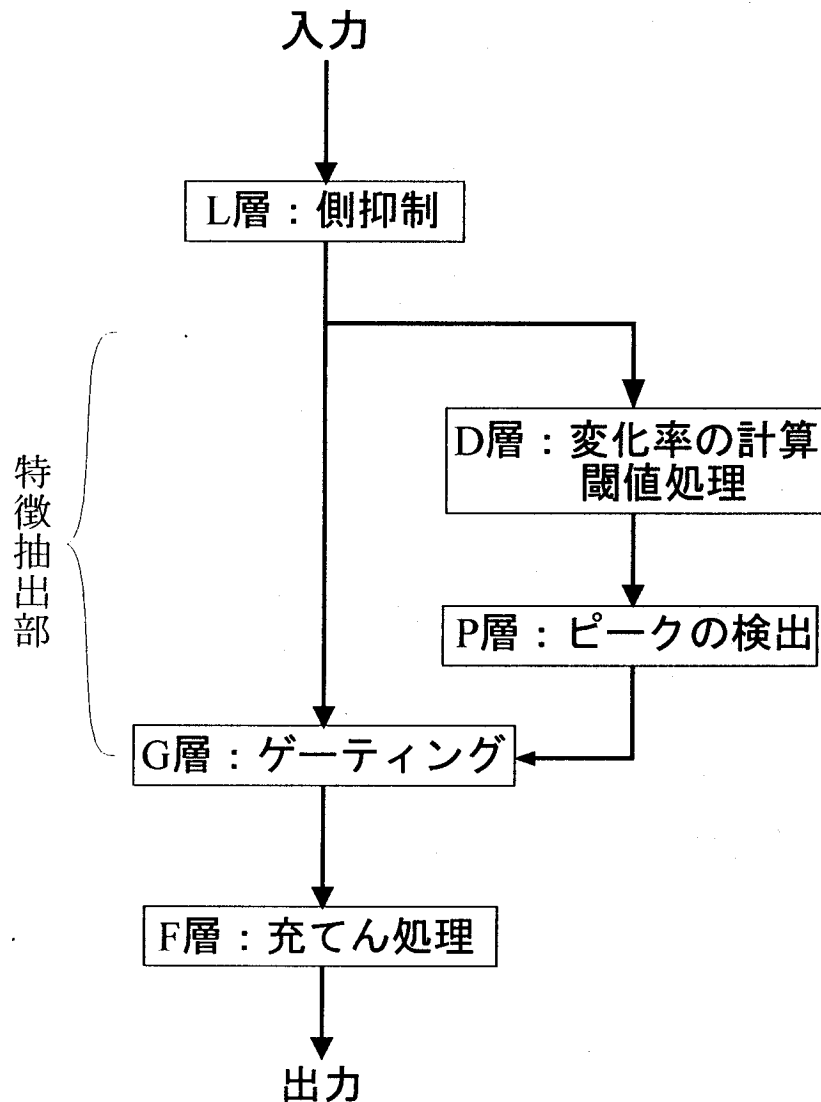 入力
L層：側抑制
D層：変化率の計算
閾値処理
特徴抽出部
P層：ピークの検出
G層：ゲーティング
F層：充てん処理
出力